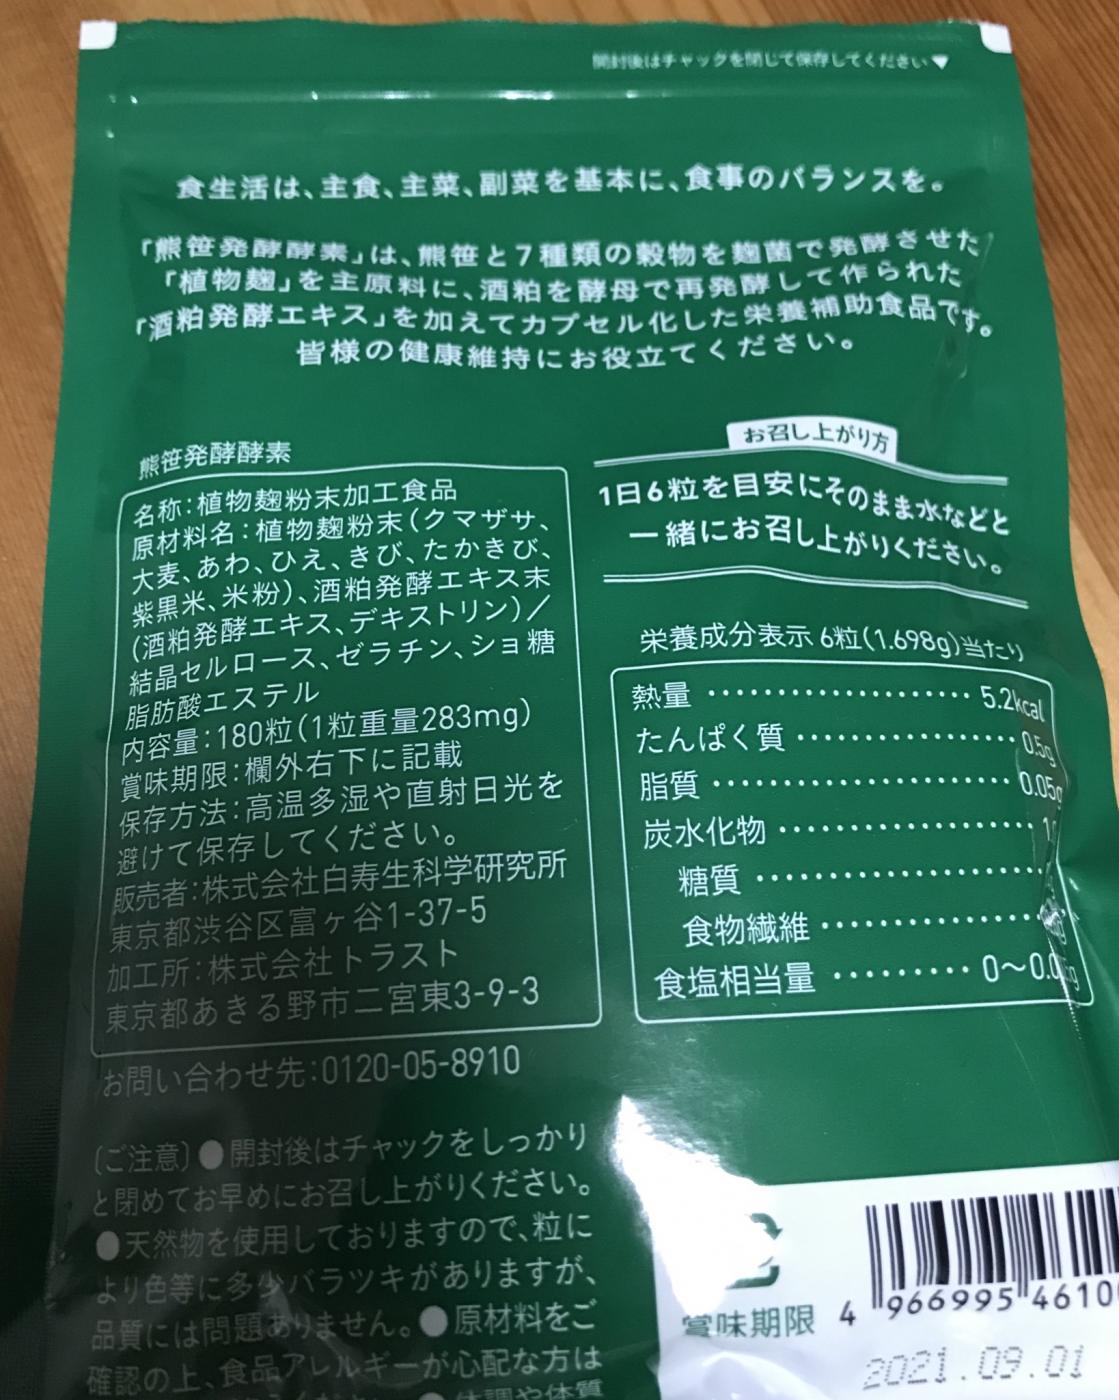 開封後はチャックを閉じて保存してください▼
食生活は、主食、主菜、副菜を基本に、食事のバランスを。
「熊笹発酵酵素」は、熊笹と7種類の穀物を麹菌で発酵させた
「植物麹」を主原料に、酒粕を酵母で再発酵して作られた
「酒粕発酵エキス」を加えてカプセル化した栄養補助食品です。
皆様の健康維持にお役立てください。
熊笹発酵酵素
名称:植物麹粉末加工食品
原材料名:植物麹粉末(クマザサ、
大麦、あわ、ひえ、きび、たかきび、
紫黒米、米粉)、酒粕発酵エキス末
(酒粕発酵エキス、デキストリン)/
結晶セルロース、ゼラチン、ショ糖
脂肪酸エステル
内容量:180粒(1粒重量283mg)
賞味期限:欄外右下に記載
保存方法:高温多湿や直射日光を
避けて保存してください。
販売者:株式会社白寿生科学研究所
東京都渋谷区富ヶ谷1-37-5
加工所:株式会社トラスト
東京都あきる野市二宮東3-9-3
お問い合わせ先:0120-05-8910
〔ご注意〕●開封後はチャックをしっかり
と閉めてお早めにお召し上がりください。
●天然物を使用しておりますので、粒に
より色等に多少バラツキがありますが、
品質には問題ありません。●原材料をご
確認の上、食品アレルギーが心配な方は
●体調や体質
お召し上がり方
1日6粒を目安にそのまま水などと
一緒にお召し上がりください。
栄養成分表示 6粒(1.698g)当たり
熱量 ・・・・・・・・・・ 5.2kcal
たんぱく質 ・・・・・・・・・・ 0.5g
脂質 ・・・・・・・・・・ 0.05g
炭水化物 ・・・・・・・・・・
糖質 ・・・・・・・・・・
食物繊維 ・・・・・・・・・・
食塩相当量 ・・・・・・・・・・
賞味期限
4 966995 4610
2021.09.01